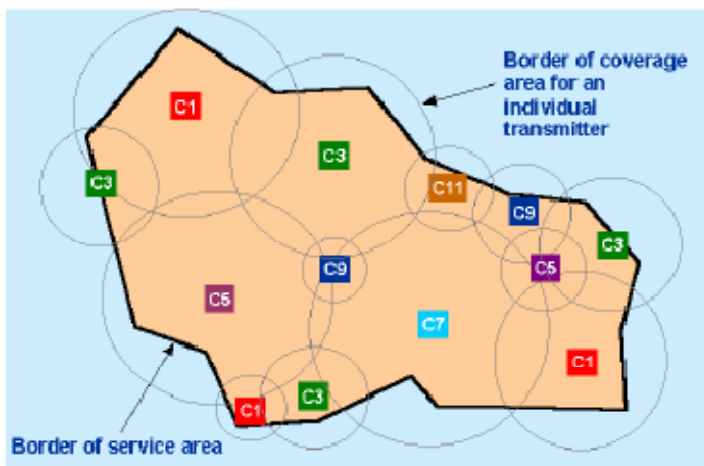 Border of coverage
area for an
individual
transmitter
C1
C3
C3
C11
C9
C3
C9
C5
C5
C7
C1
C3
C1
Border of service area